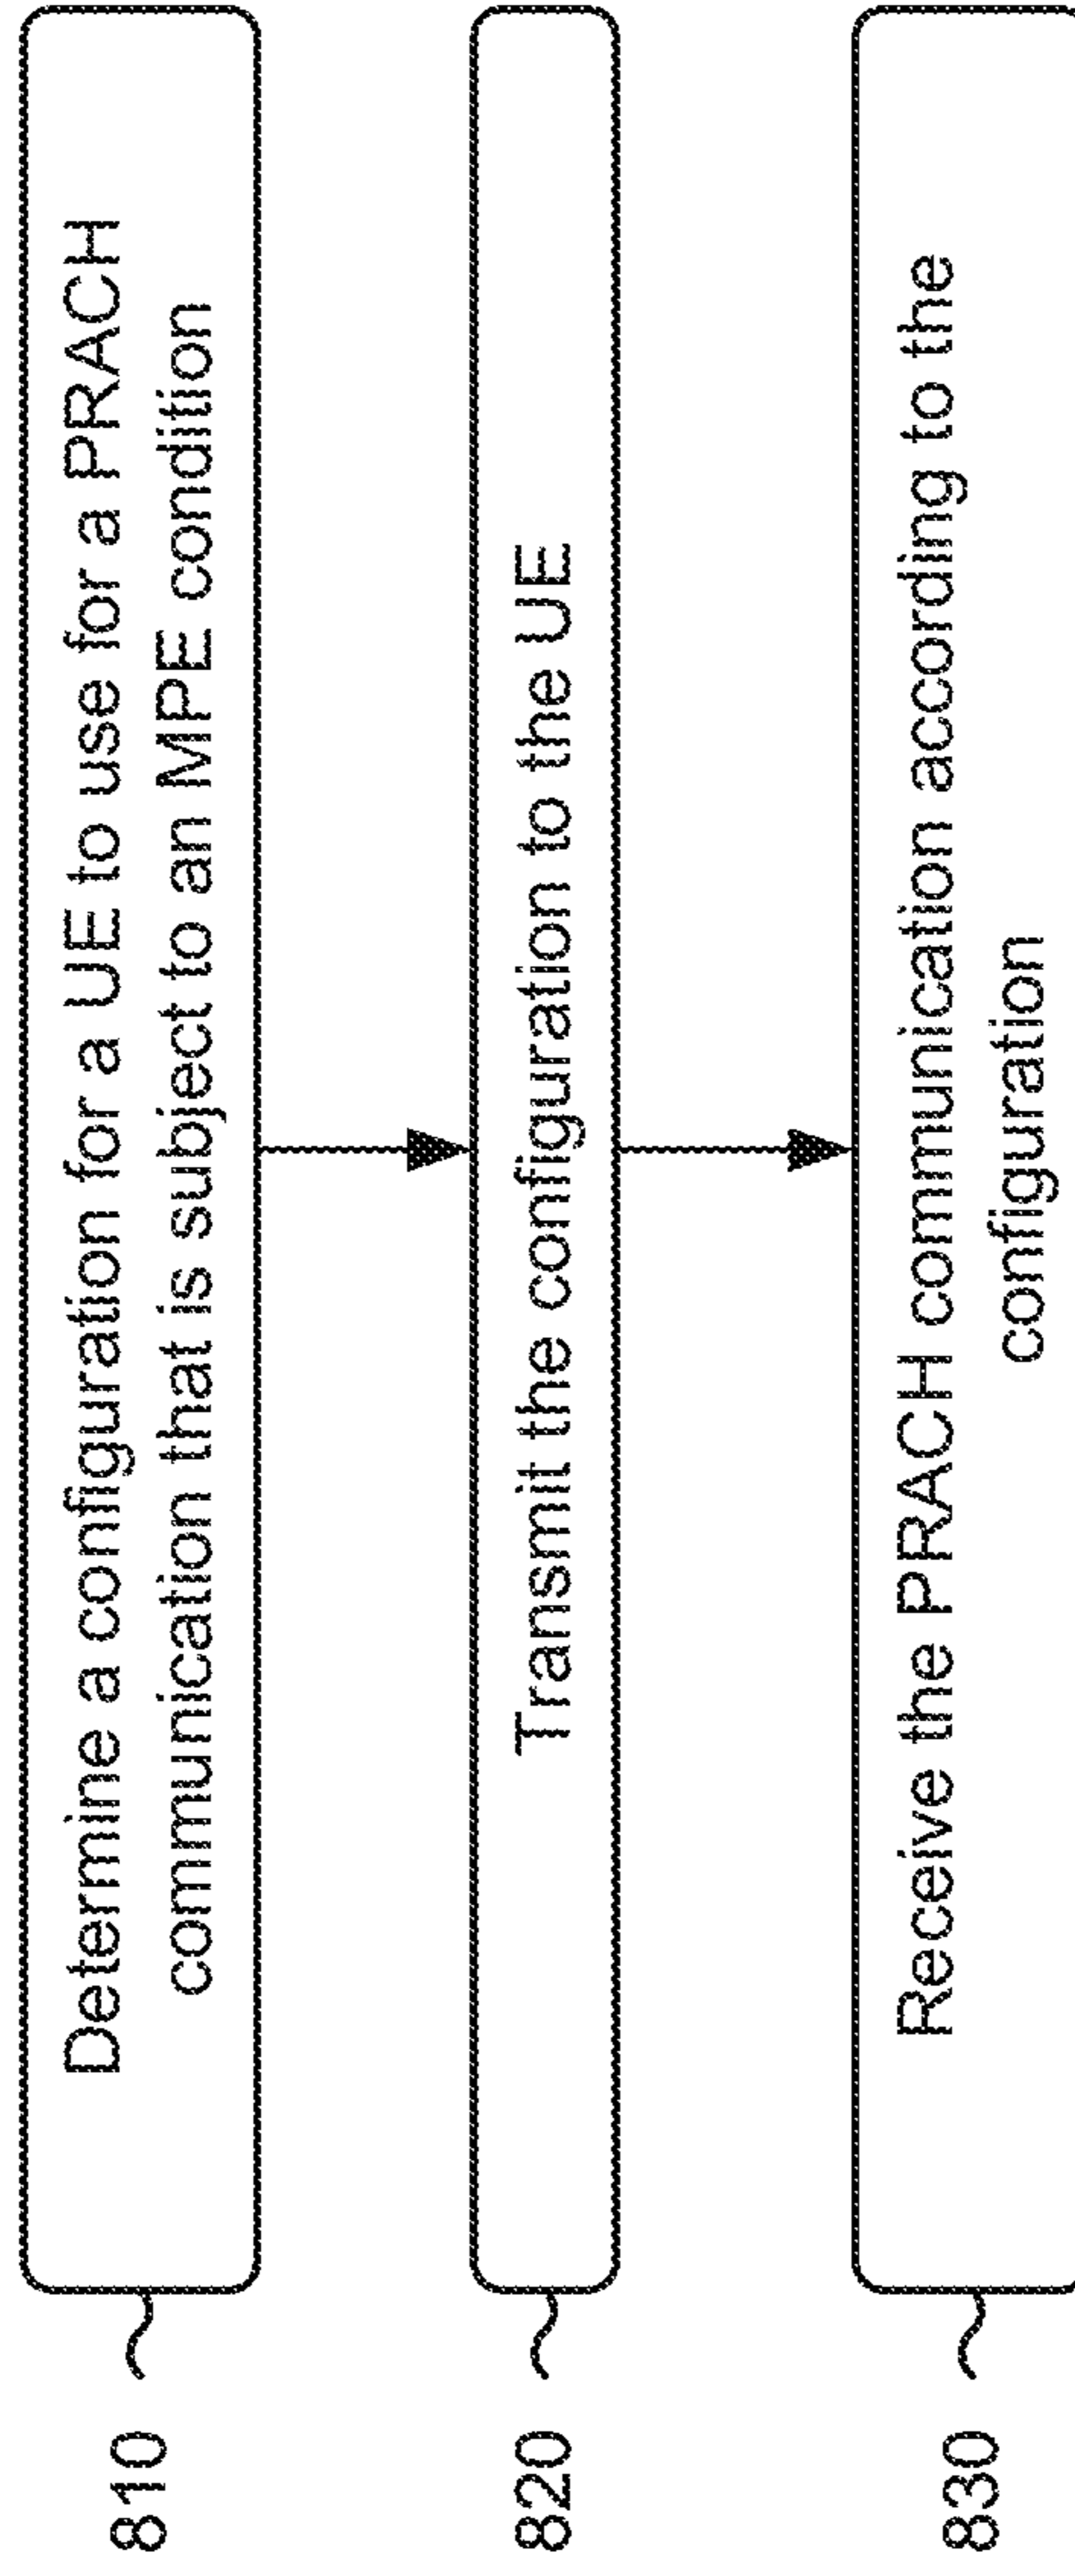 810
Determine a configuration for a UE to use for a PRACH
communication that is subject to an MPE condition
820
Transmit the configuration to the UE
830
Receive the PRACH communication according to the
configuration